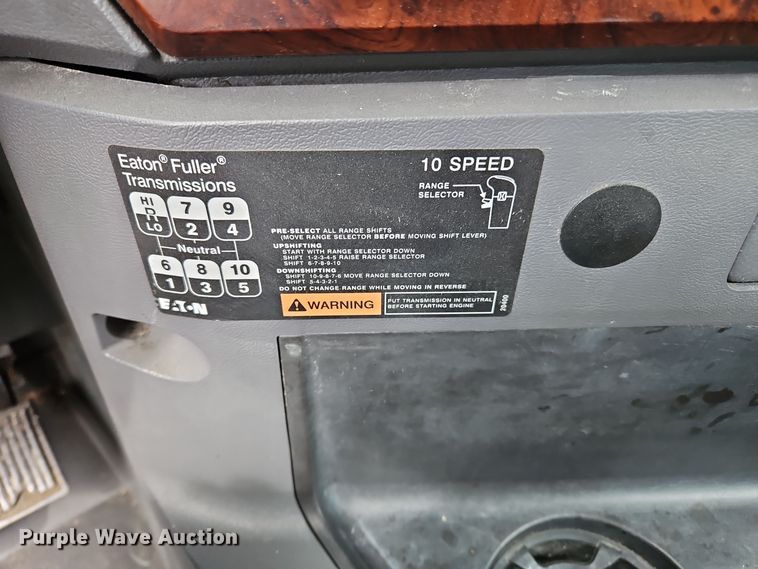 Eaton® Fuller®
Transmissions
10 SPEED
RANGE
SELECTOR
HI
R
LO
7
2
9
4
Neutral
6
1
8
3
10
5
PRE-SELECT ALL RANGE SHIFTS
(MOVE RANGE SELECTOR BEFORE MOVING SHIFT LEVER)
UPSHIFTING
START WITH RANGE SELECTOR DOWN
SHIFT 1-2-3-4-5 RAISE RANGE SELECTOR
SHIFT 6-7-8-9-10
DOWNSHIFTING
SHIFT 10-9-8-7-6 MOVE RANGE SELECTOR DOWN
SHIFT 5-4-3-2-1
DO NOT CHANGE RANGE WHILE MOVING IN REVERSE
EATON
WARNING
PUT TRANSMISSION IN NEUTRAL
BEFORE STARTING ENGINE
Purple Wave Auction